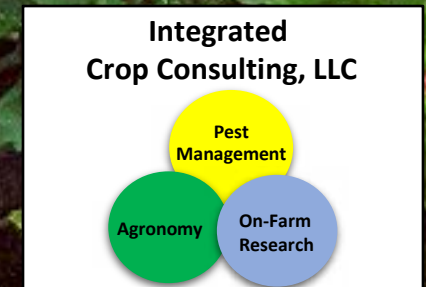 Integrated
Crop Consulting, LLC
Pest
Management
Agronomy
On-Farm
Research